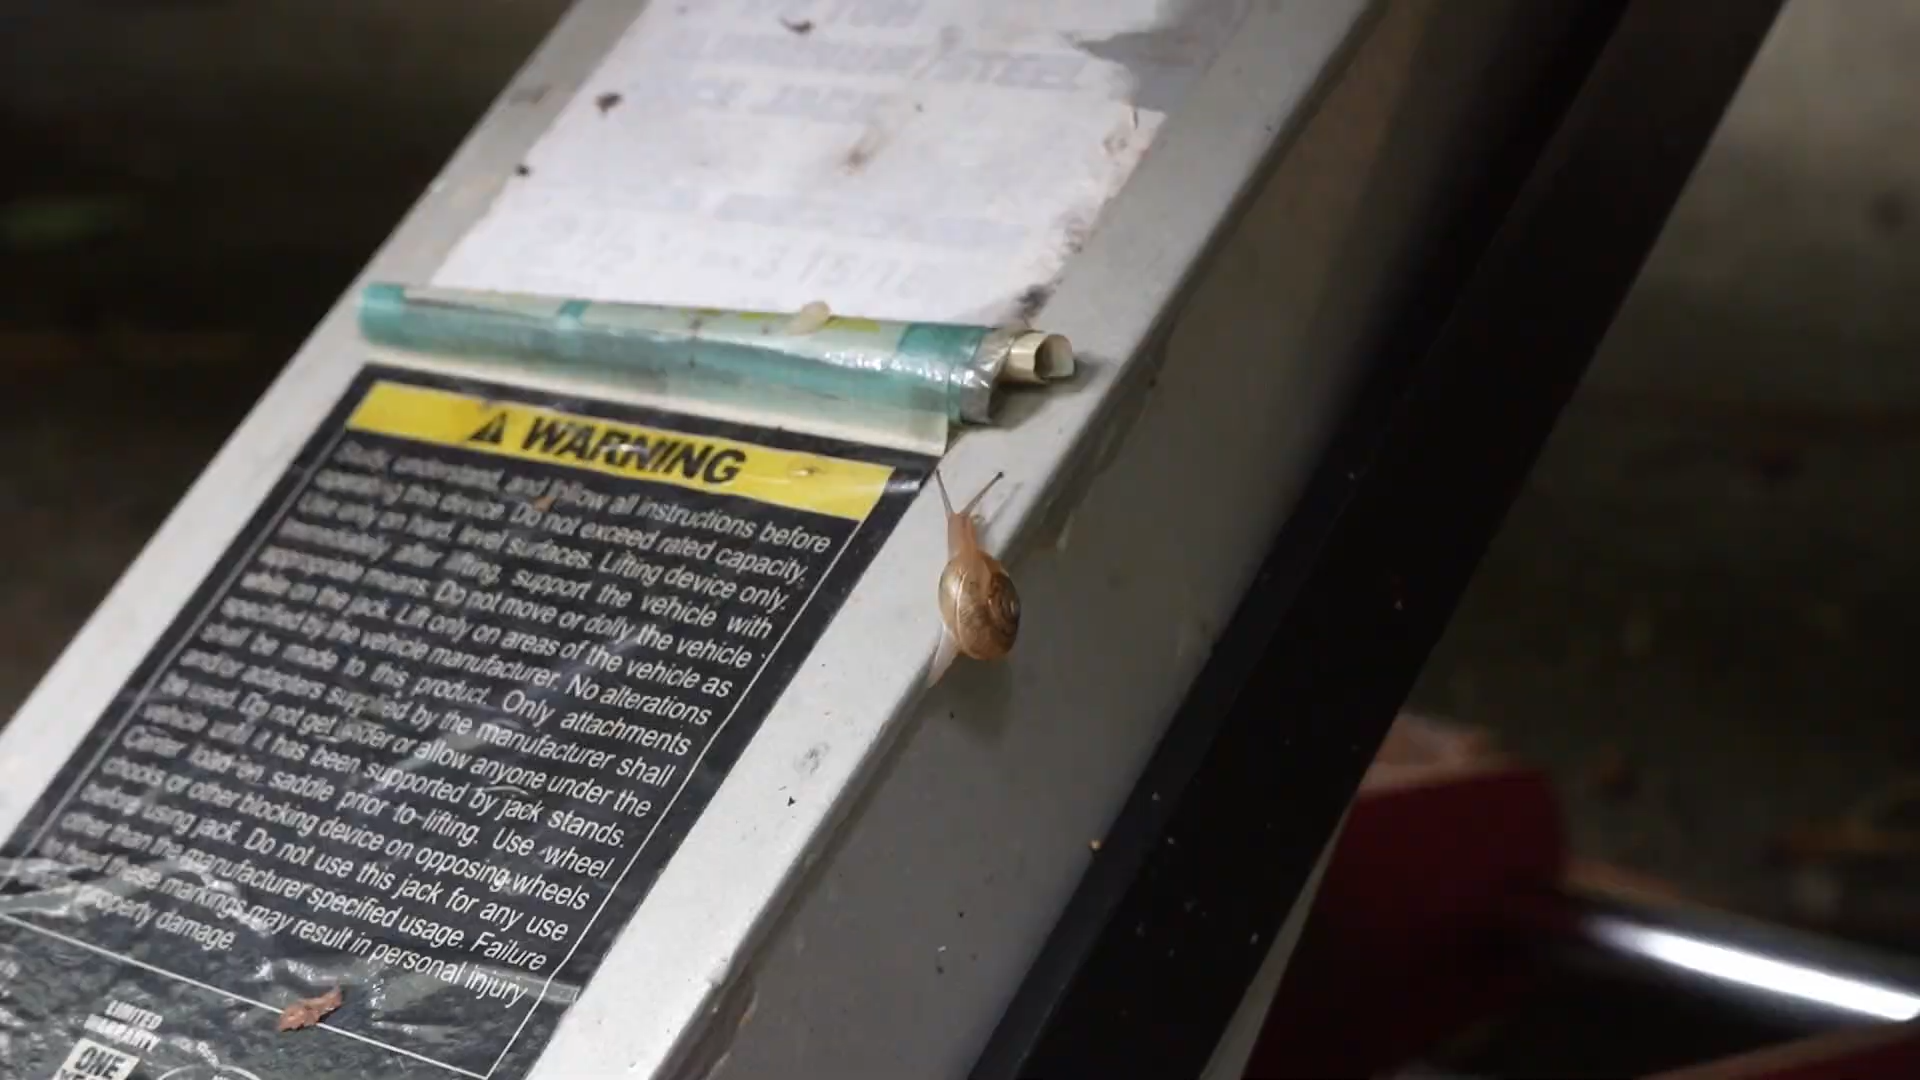 WARNING
Read, understand, and follow all instructions before
operating this device. Do not exceed rated capacity.
Use only on hard, level surfaces. Lifting device only.
Immediately after lifting, support the vehicle with
appropriate means. Do not move or dolly the vehicle
while on the jack. Lift only on areas of the vehicle as
specified by the vehicle manufacturer. No alterations
shall be made to this product. Only attachments
and/or adapters supplied by the manufacturer shall
be used. Do not get under or allow anyone under the
vehicle until it has been supported by jack stands.
Center load on saddle prior to lifting. Use wheel
chocks or other blocking device on opposing wheels
before using jack. Do not use this jack for any use
other than the manufacturer specified usage. Failure
to heed these markings may result in personal injury
property damage.
LIMITED
WARRANTY
ONE